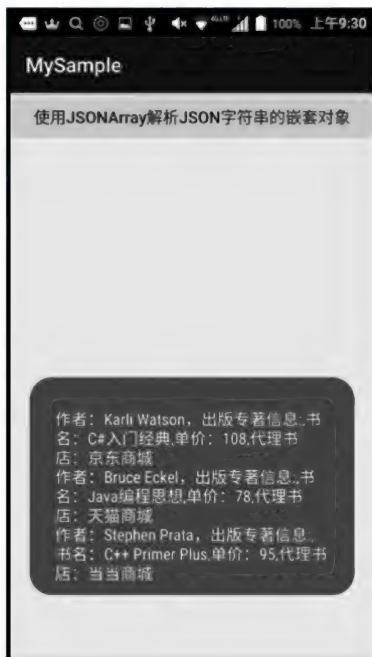 4G LTE 100% 上午9:30
MySample
使用JSONArray解析JSON字符串的嵌套对象
作者：Karli Watson，出版专著信息:,书
名：C#入门经典,单价：108,代理书
店：京东商城
作者：Bruce Eckel，出版专著信息:,书
名：Java编程思想,单价：78,代理书
店：天猫商城
作者：Stephen Prata，出版专著信息:,
书名：C++ Primer Plus,单价：95,代理书
店：当当商城